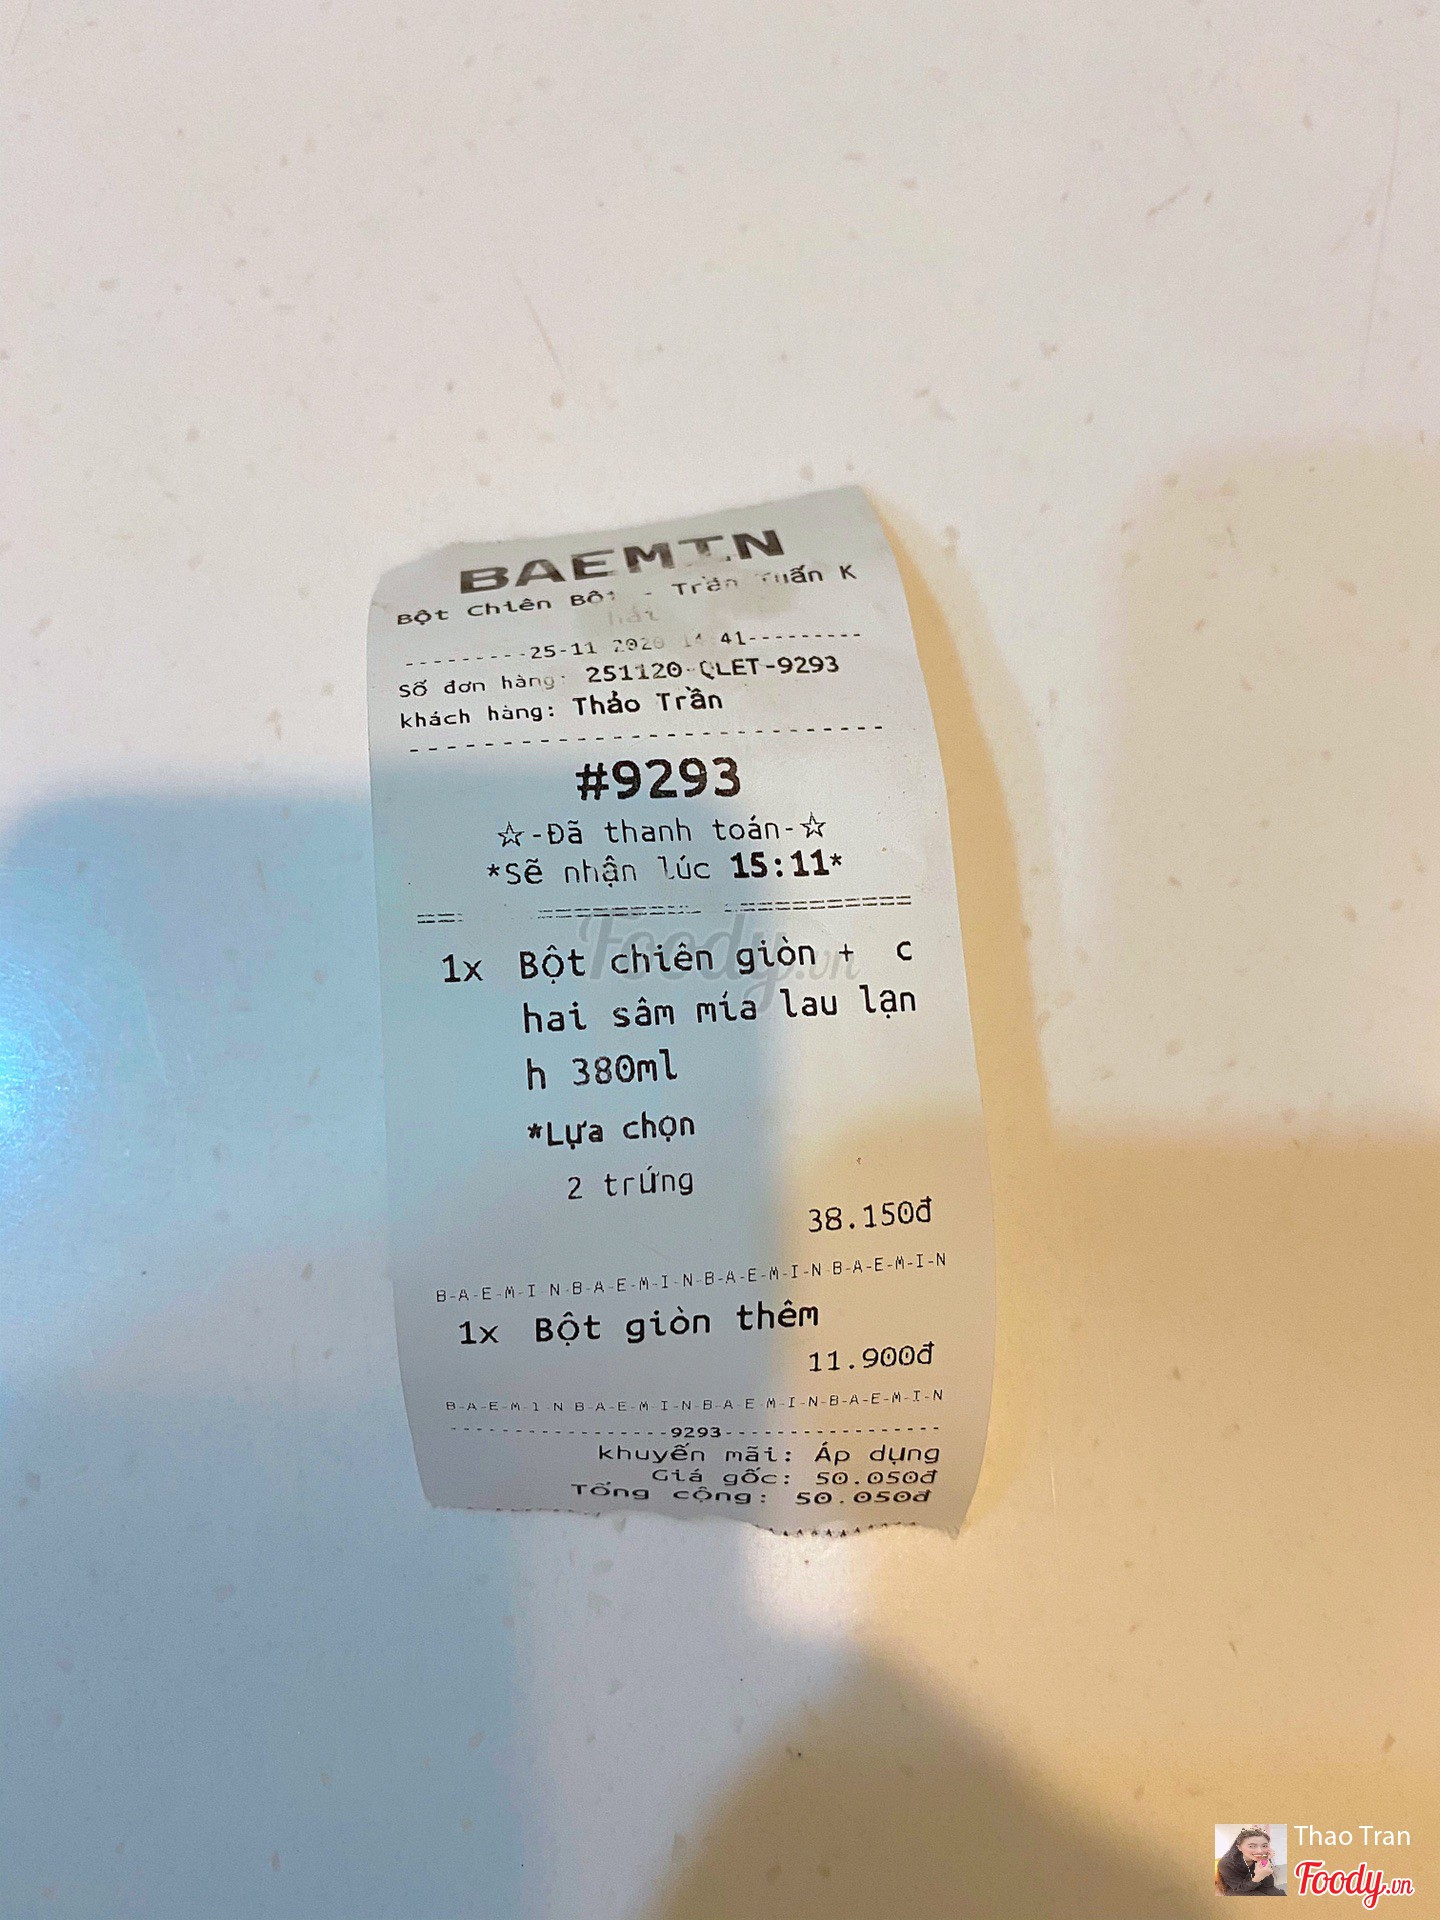 BAEMIN
Bột Chiên Bột - Trần Tuấn K
hải
---------25-11 2020 14 41---------
Số đơn hàng: 251120-QLET-9293
khách hàng: Thảo Trần
#9293
☆-Đã thanh toán-☆
*Sẽ nhận lúc 15:11*
1x Bột chiên giòn + c
hai sâm mía lau lạn
h 380ml
*Lựa chọn
2 trứng
38.150đ
B-A-E-M-I-N-B-A-E-M-I-N-B-A-E-M-I-N-B-A-E-M-I-N
1x Bột giòn thêm
11.900đ
B-A-E-M-I-N-B-A-E-M-I-N-B-A-E-M-I-N-B-A-E-M-I-N
-----------------9293-----------------
khuyến mãi: Áp dụng
Giá gốc: 50.050đ
Tổng cộng: 50.050đ
Foody.vn
Thao Tran
Foody.vn